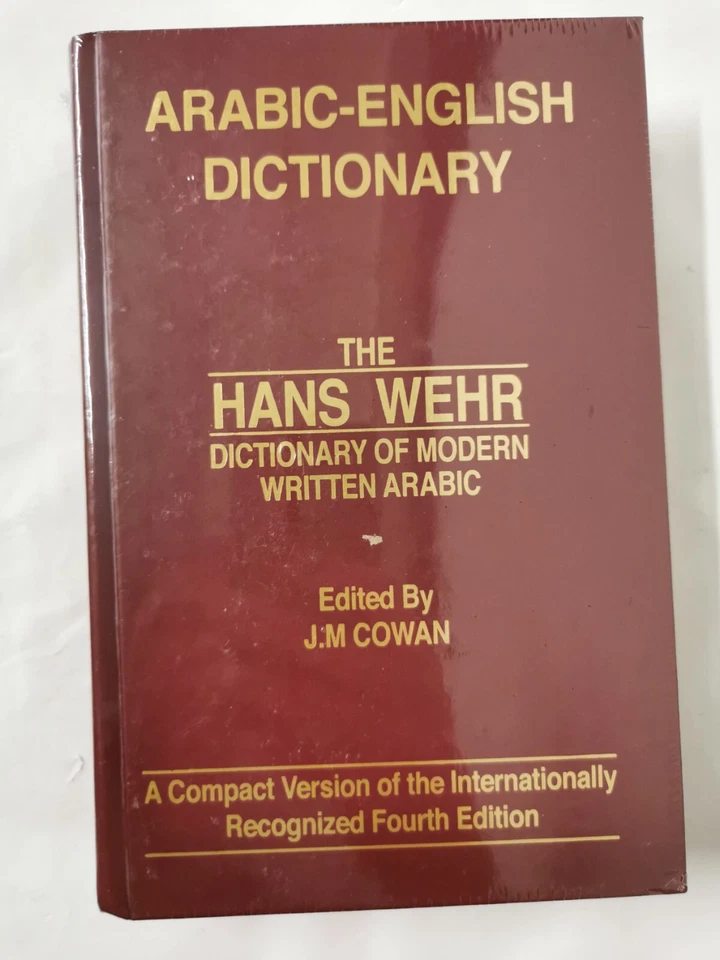 ARABIC-ENGLISH
DICTIONARY
THE
HANS WEHR
DICTIONARY OF MODERN
WRITTEN ARABIC
Edited By
J.M COWAN
A Compact Version of the Internationally
Recognized Fourth Edition